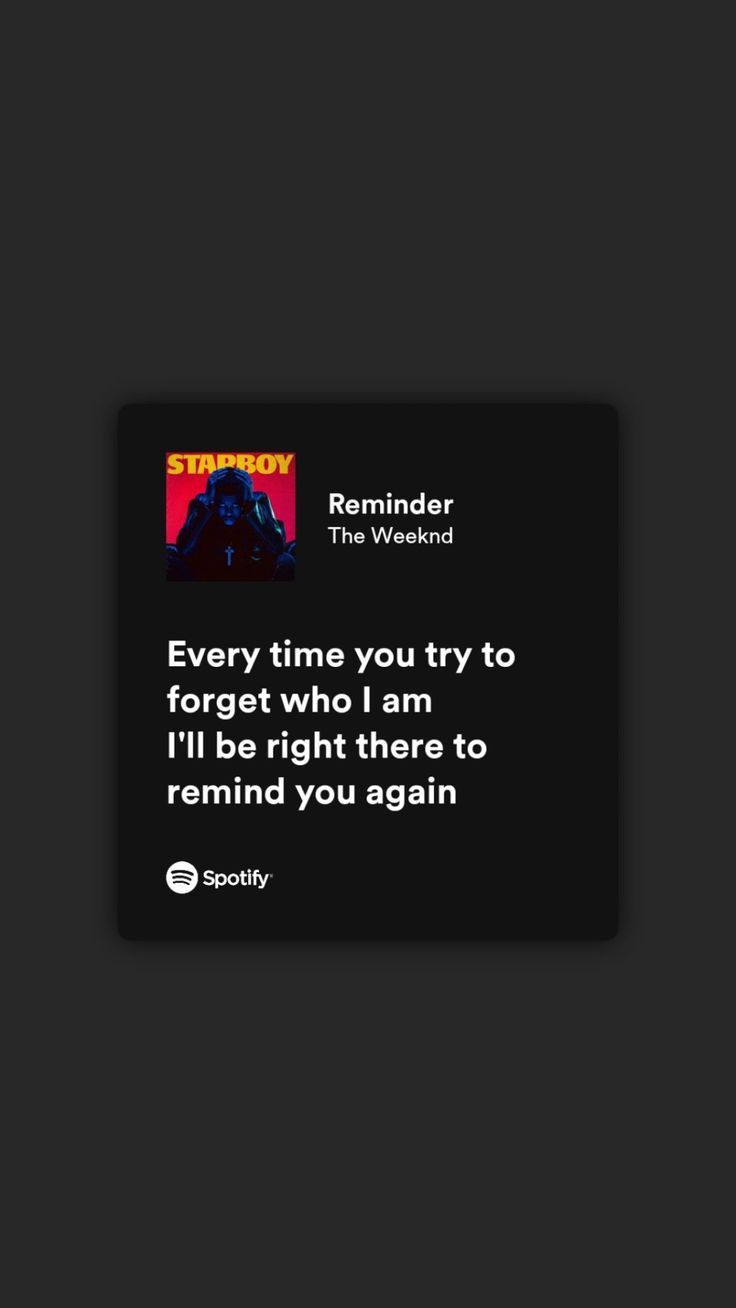 STARBOY
Reminder
The Weeknd
Every time you try to
forget who I am
I'll be right there to
remind you again
Spotify